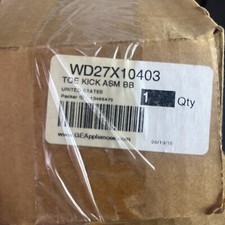 WD27X10403
TOE KICK ASM BB
UNITED STATES
1 Qty
www.GEAppliances.com